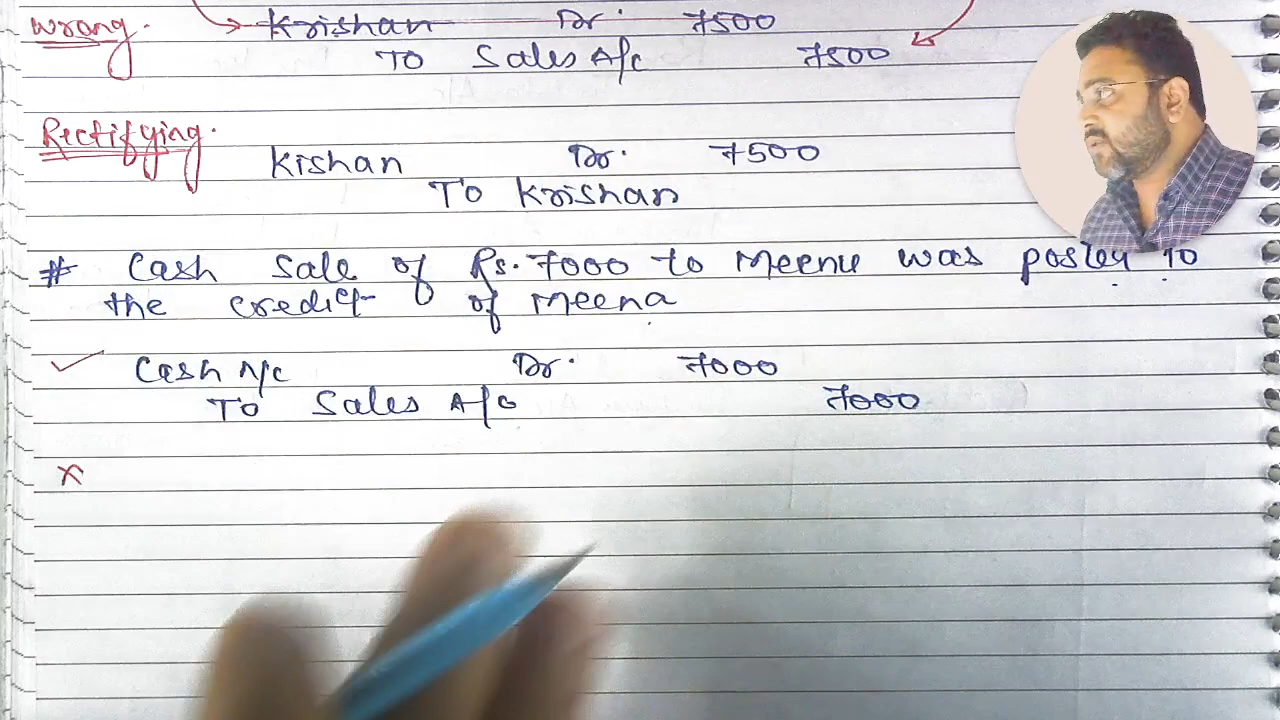 wrong. Krishan Dr. 7500
To Sales A/c 7500
Rectifying.
Kishan Dr. 7500
To Krishan
# Cash Sale of Rs. 7000 to Meenu was posted to
the credit of Meena
✓ Cash A/c Dr. 7000
To Sales A/c 7000
×